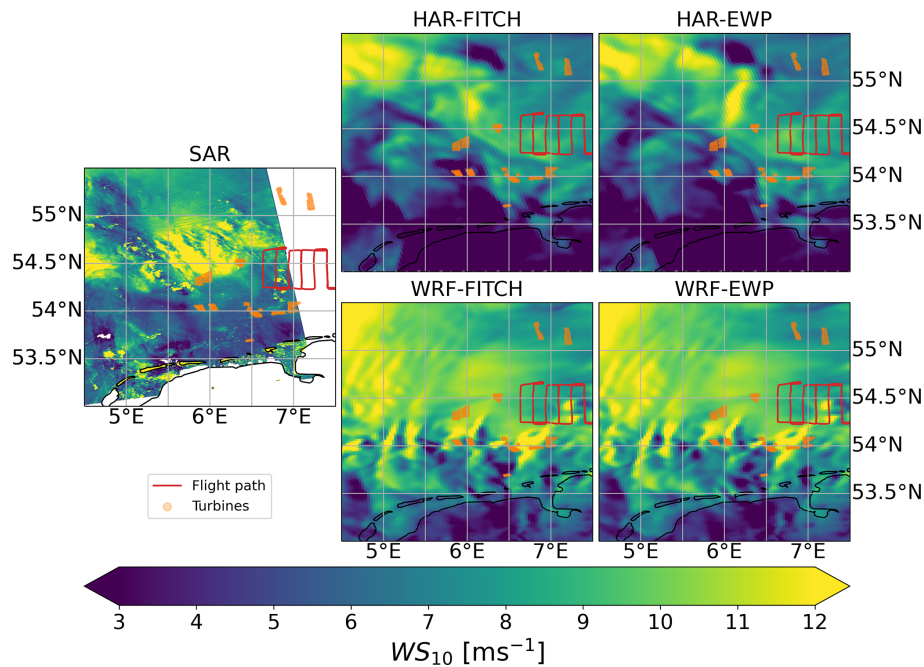 HAR-FITCH
HAR-EWP
55°N
54.5°N
54°N
53.5°N
SAR
55°N
54.5°N
54°N
53.5°N
5°E 6°E 7°E
WRF-FITCH
WRF-EWP
55°N
54.5°N
54°N
53.5°N
5°E 6°E 7°E
5°E 6°E 7°E
Flight path
Turbines
3 4 5 6 7 8 9 10 11 12
WS₁₀ [ms⁻¹]